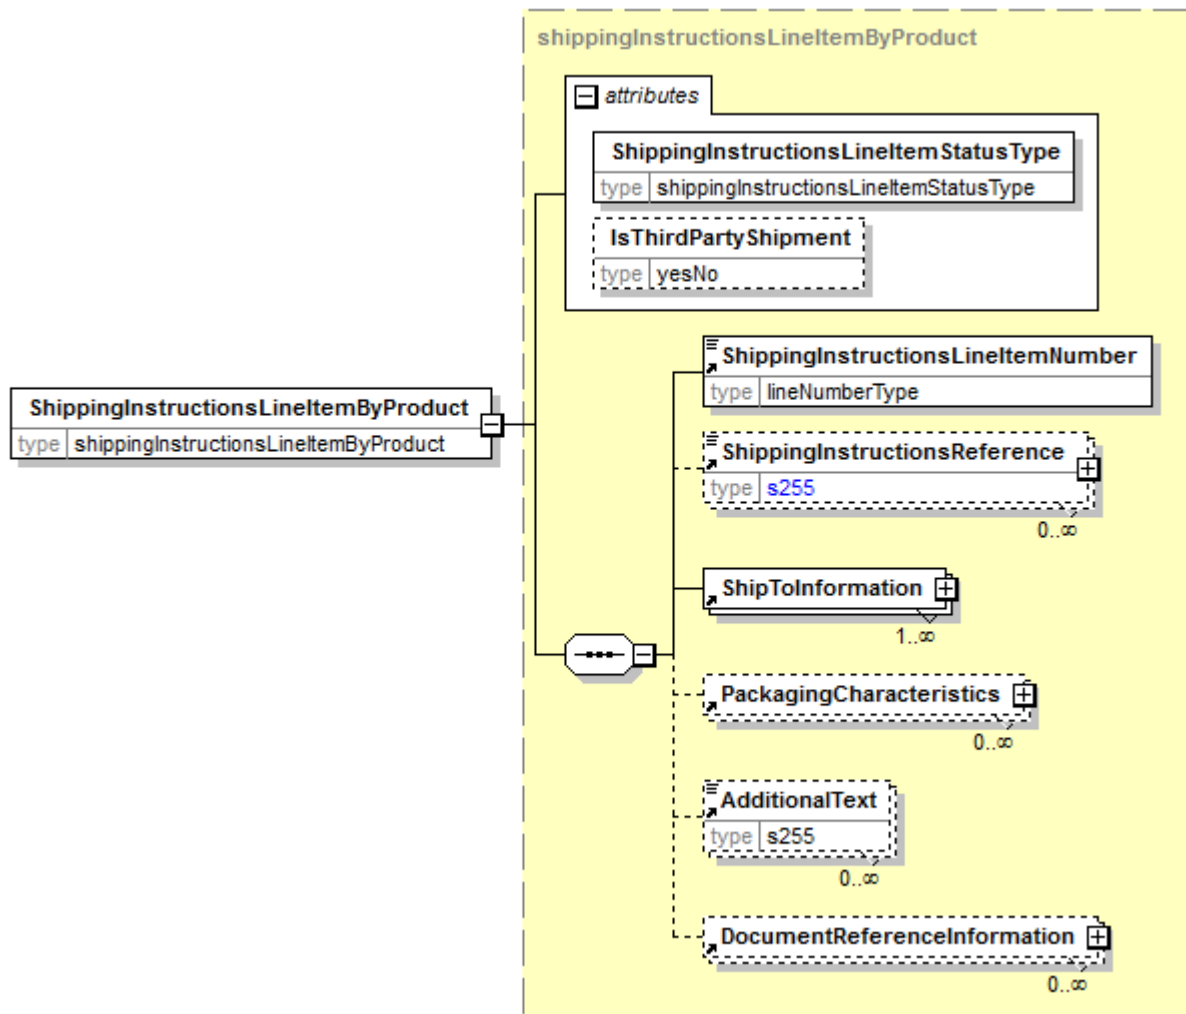 shippingInstructionsLineItemByProduct
attributes
ShippingInstructionsLineItemStatusType
type shippingInstructionsLineItemStatusType
IsThirdPartyShipment
type yesNo
ShippingInstructionsLineItemByProduct
type shippingInstructionsLineItemByProduct
ShippingInstructionsLineItemNumber
type lineNumberType
ShippingInstructionsReference
type s255
0..∞
ShipToInformation
1..∞
PackagingCharacteristics
0..∞
AdditionalText
type s255
0..∞
DocumentReferenceInformation
0..∞